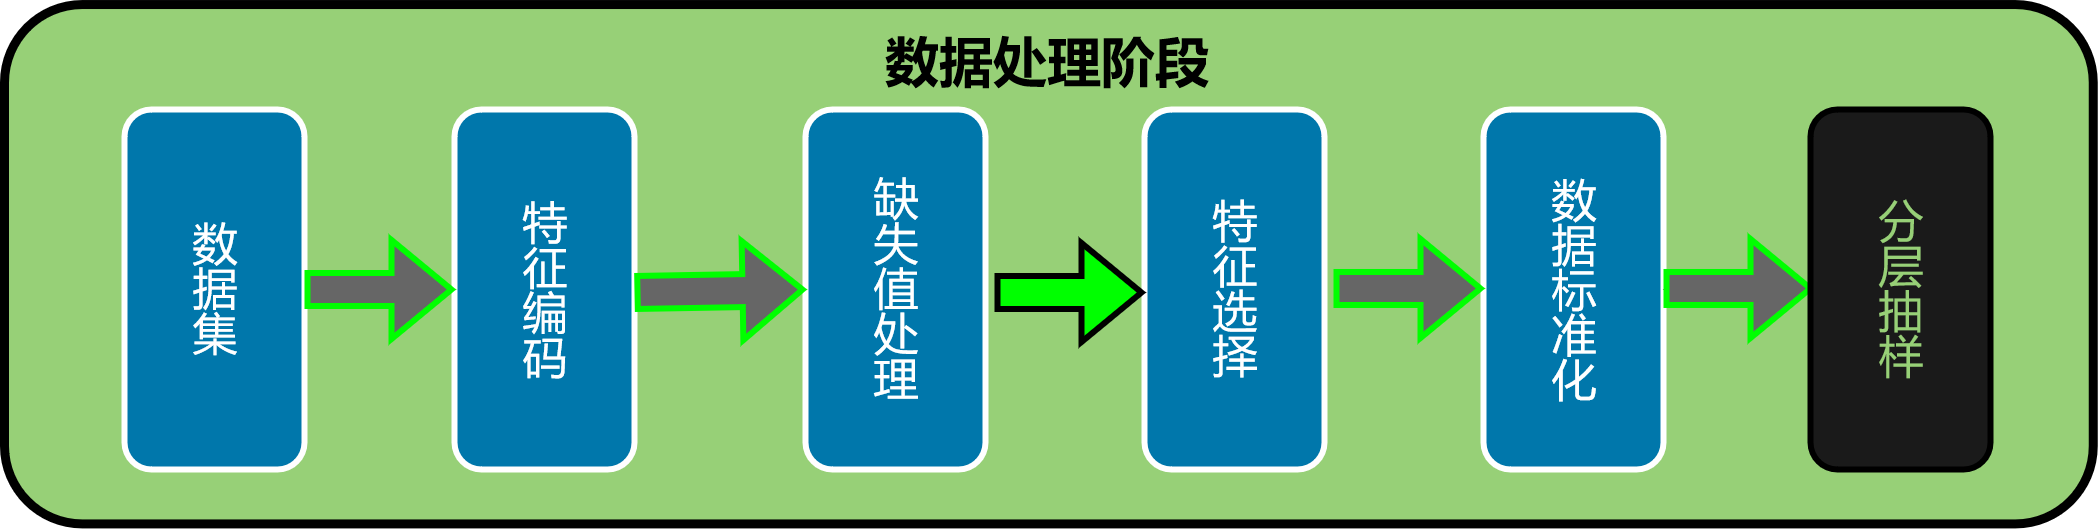 数据处理阶段
数据集
特征编码
缺失值处理
特征选择
数据标准化
分层抽样